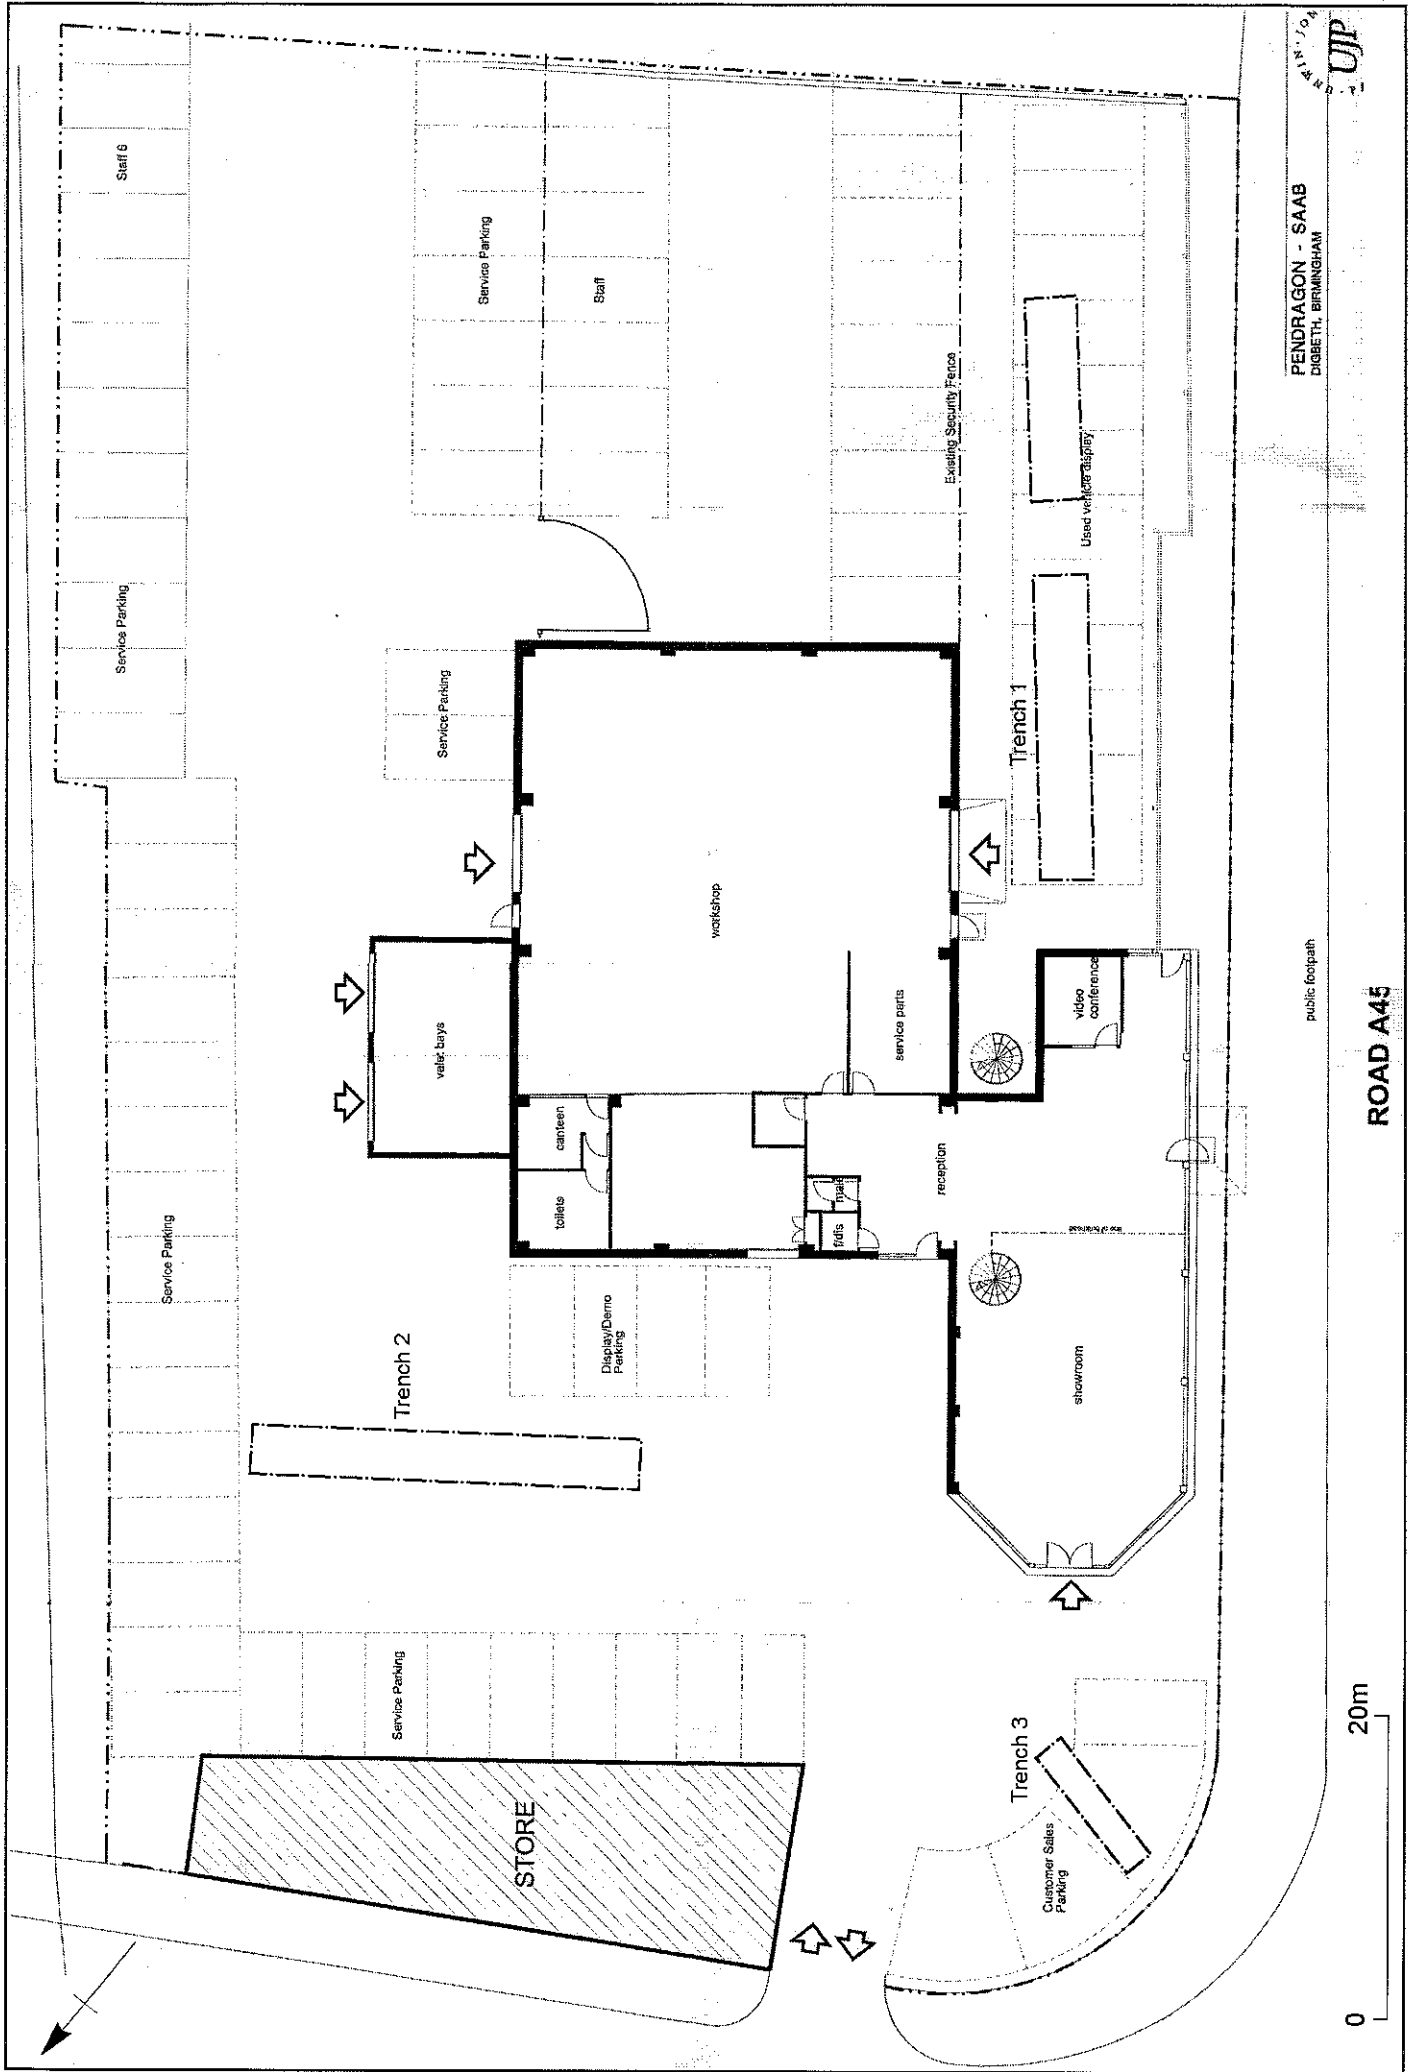 Staff 6
Service Parking
Service Parking
Service Parking
Staff
Service Parking
Existing Security Fence
Used vehicle display
Trench 1
workshop
valet bays
service parts
video
conference
canteen
toilets
male
f/dis
reception
showroom
Display/Demo
Parking
Trench 2
Service Parking
STORE
Trench 3
Customer Sales
Parking
public footpath
ROAD A45
0
20m
PENDRAGON - SAAB
DIGBETH, BIRMINGHAM
UJP